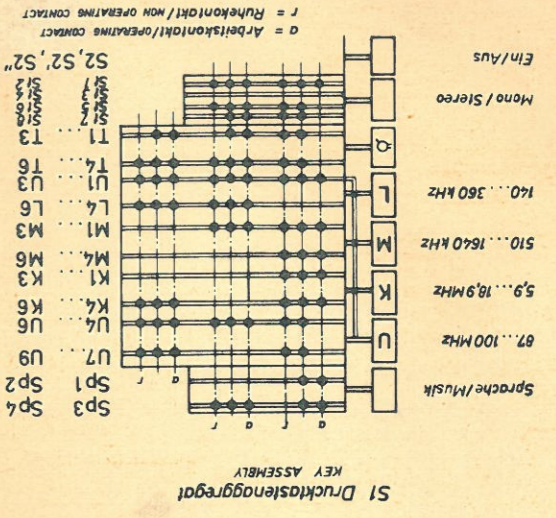 S1 Drucktastenaggregat
KEY ASSEMBLY
a r a r
Sp3 Sp4
Sprache/Musik
Sp1 Sp2
a r
U7.... U9
87...100 MHz U
U4.... U6
K4.... K6
5,9...18,9MHz K
K1.... K3
M4.... M6
510...1640 kHz M
M1.... M3
L4.... L6
140...360 kHz L
U1.... U3
T4.... T6
T1.... T3
Mono/Stereo
Ein/Aus
S2, S2', S2"
a = Arbeitskontakt/OPERATING CONTACT
r = Ruhekontakt/NON OPERATING CONTACT